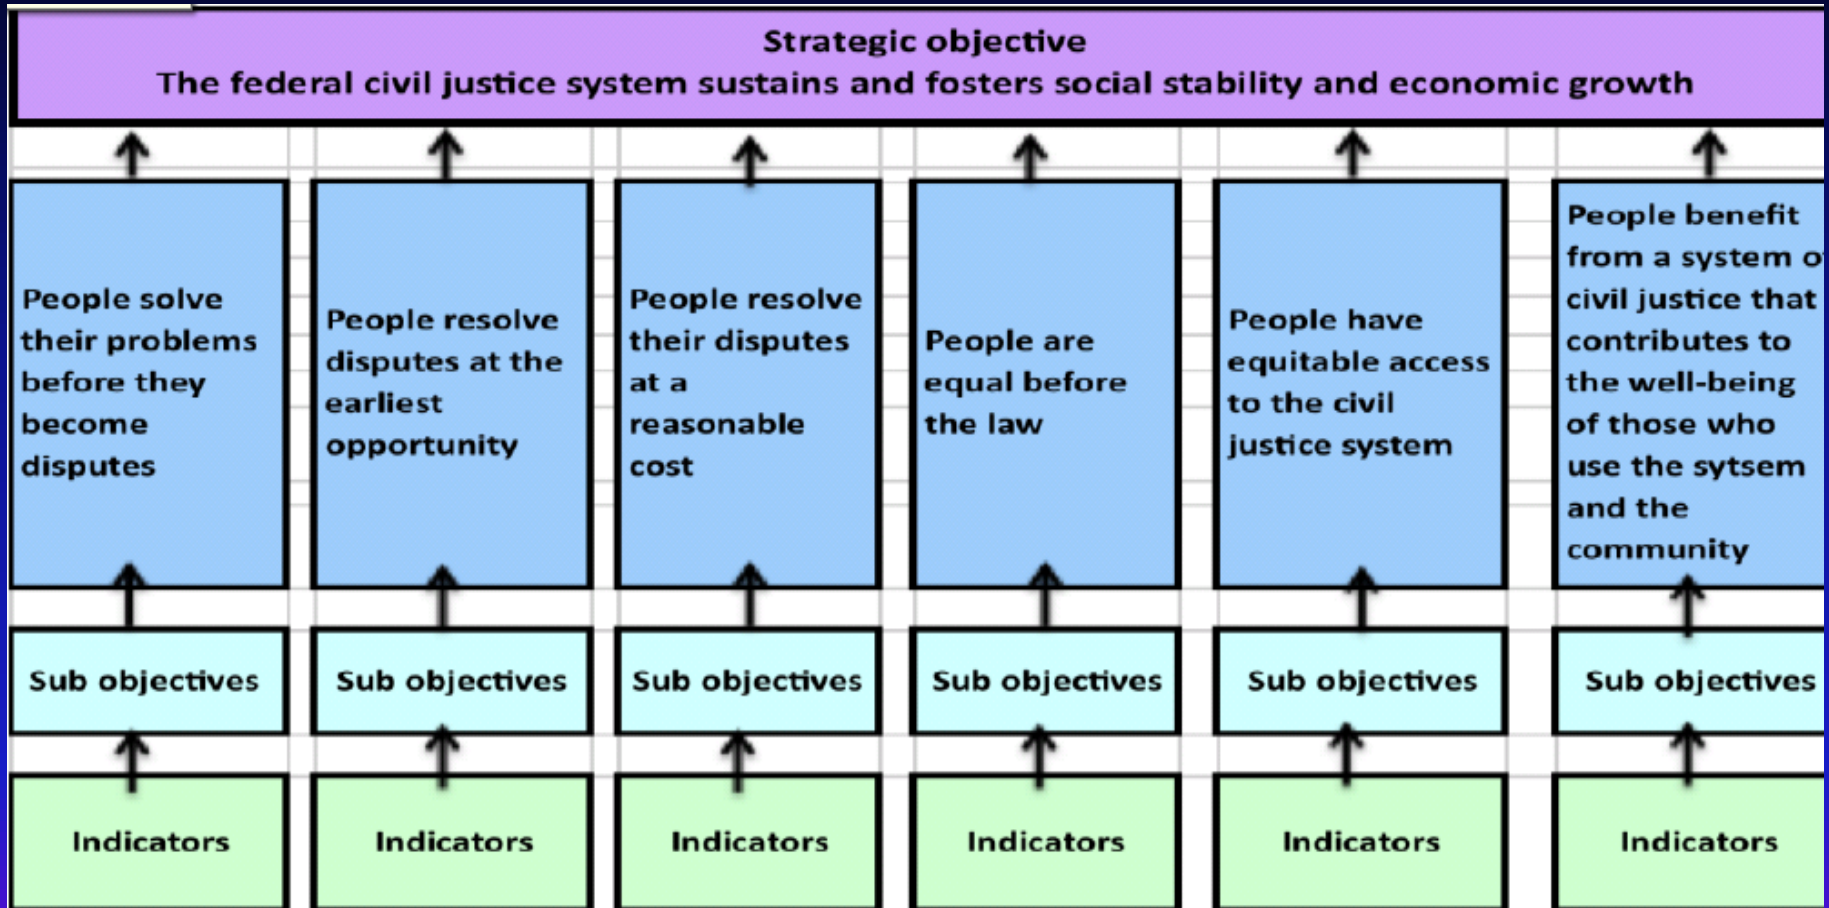 Strategic objective
The federal civil justice system sustains and fosters social stability and economic growth
People solve
their problems
before they
become
disputes
People resolve
disputes at the
earliest
opportunity
People resolve
their disputes
at a
reasonable
cost
People are
equal before
the law
People have
equitable access
to the civil
justice system
People benefit
from a system of
civil justice that
contributes to
the well-being
of those who
use the sytsem
and the
community
Sub objectives
Sub objectives
Sub objectives
Sub objectives
Sub objectives
Sub objectives
Indicators
Indicators
Indicators
Indicators
Indicators
Indicators